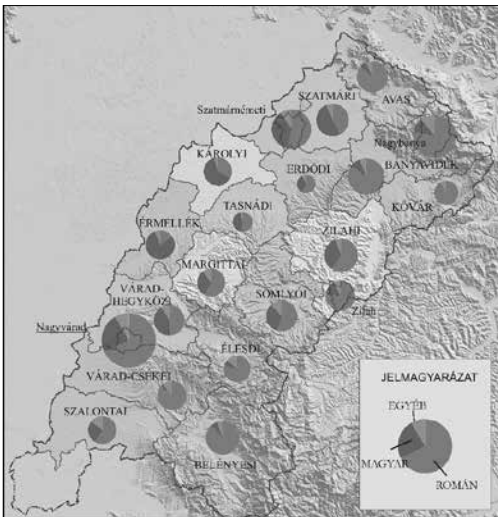 AVAS
SZATMÁRI
Szatmárnémeti
Nagybánya
BÁNYAVIDÉK
KÁROLYI
ERDŐDI
KŐVÁR
TASNÁDI
ÉRMELLÉK
ZILAHI
MARGITTAI
VÁRAD-
HEGYKÖZI
SOMLYÓI
Zilah
Nagyvárad
ÉLESDI
VÁRAD-CSÉKEI
JELMAGYARÁZAT
EGYÉB
SZALONTAI
MAGYAR
BELÉNYESI
ROMÁN